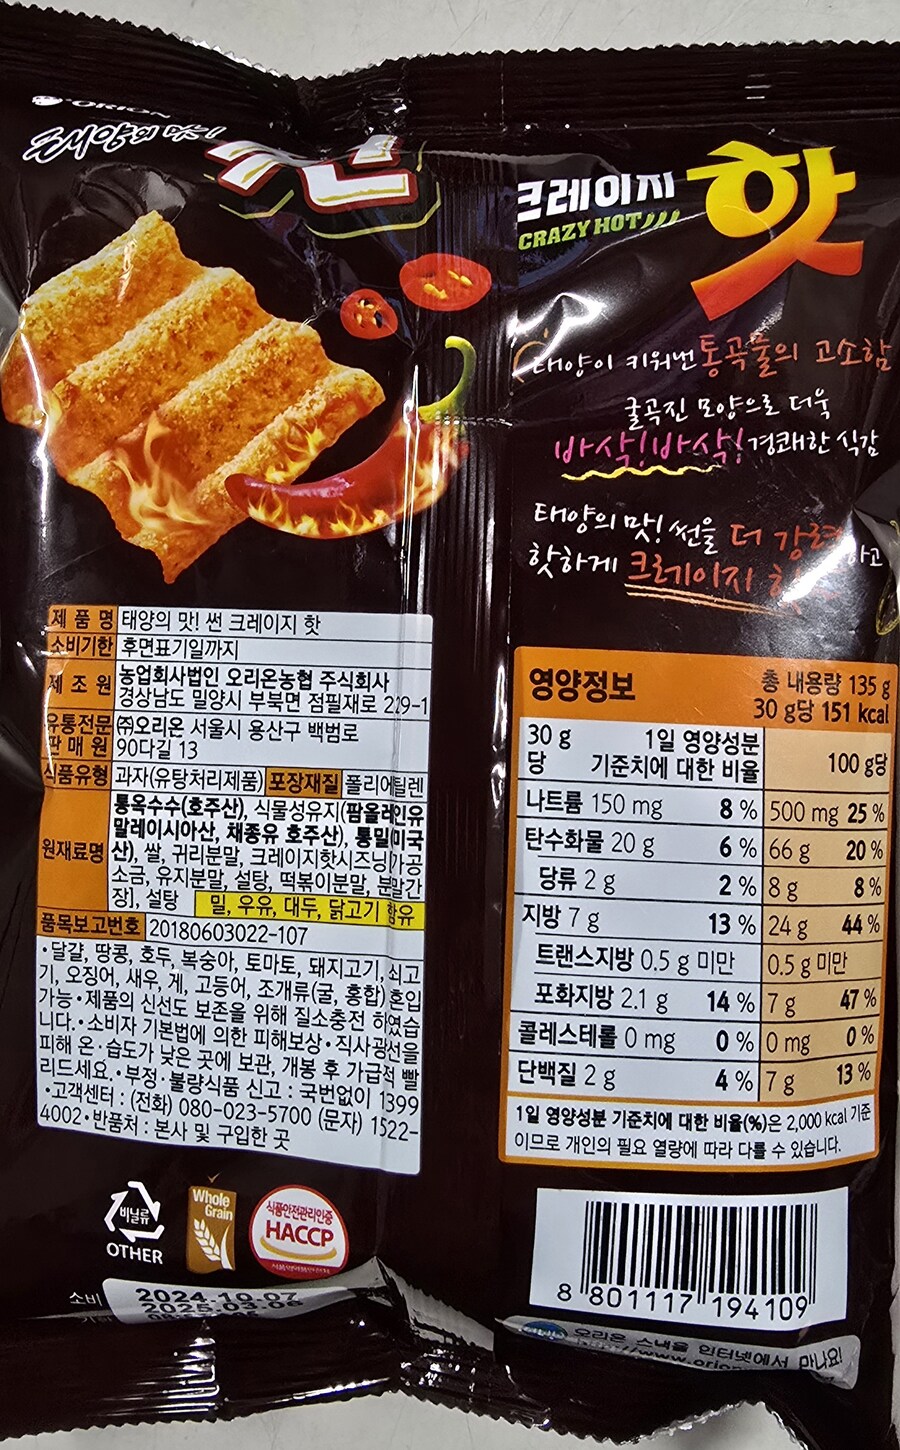 ORION
태양의 맛!
썬
크레이지 핫
CRAZY HOT
태양이 키워낸 통곡물의 고소함
굴곡진 모양으로 더욱
바삭!바삭! 경쾌한 식감
태양의 맛! 썬을 더 강렬하고
핫하게 크레이지
제 품 명 태양의 맛! 썬 크레이지 핫
소비기한 후면표기일까지
제 조 원 농업회사법인 오리온농협 주식회사
경상남도 밀양시 부북면 점필재로 229-1
유통전문판매원 ㈜오리온 서울시 용산구 백범로
90다길 13
식품유형 과자(유탕처리제품) 포장재질 폴리에틸렌
원재료명 통옥수수(호주산), 식물성유지(팜올레인유
말레이시아산, 채종유 호주산), 통밀(미국
산), 쌀, 귀리분말, 크레이지핫시즈닝(가공
소금, 유지분말, 설탕, 떡볶이분말, 분말간
장), 설탕 밀, 우유, 대두, 닭고기 함유
품목보고번호 20180603022-107
•달걀, 땅콩, 호두, 복숭아, 토마토, 돼지고기, 쇠고
기, 오징어, 새우, 게, 고등어, 조개류(굴, 홍합) 혼입
가능•제품의 신선도 보존을 위해 질소충전 하였습
니다.•소비자 기본법에 의한 피해보상•직사광선을
피해 온·습도가 낮은 곳에 보관, 개봉 후 가급적 빨
리드세요.•부정·불량식품 신고 : 국번없이 1399
•고객센터 : (전화) 080-023-5700 (문자) 1522-
4002•반품처 : 본사 및 구입한 곳
영양정보 총 내용량 135 g
30 g당 151 kcal
30 g당 1일 영양성분 기준치에 대한 비율 100 g당
나트륨 150 mg 8 % 500 mg 25 %
탄수화물 20 g 6 % 66 g 20 %
당류 2 g 2 % 8 g 8 %
지방 7 g 13 % 24 g 44 %
트랜스지방 0.5 g 미만 0.5 g 미만
포화지방 2.1 g 14 % 7 g 47 %
콜레스테롤 0 mg 0 % 0 mg 0 %
단백질 2 g 4 % 7 g 13 %
1일 영양성분 기준치에 대한 비율(%)은 2,000 kcal 기준
이므로 개인의 필요 열량에 따라 다를 수 있습니다.
비닐류
OTHER
Whole
Grain
식품안전관리인증
HACCP
소비
2024.10.07
2025.03.06
8 801117 194109
오리온 스낵을 인터넷에서 만나요!